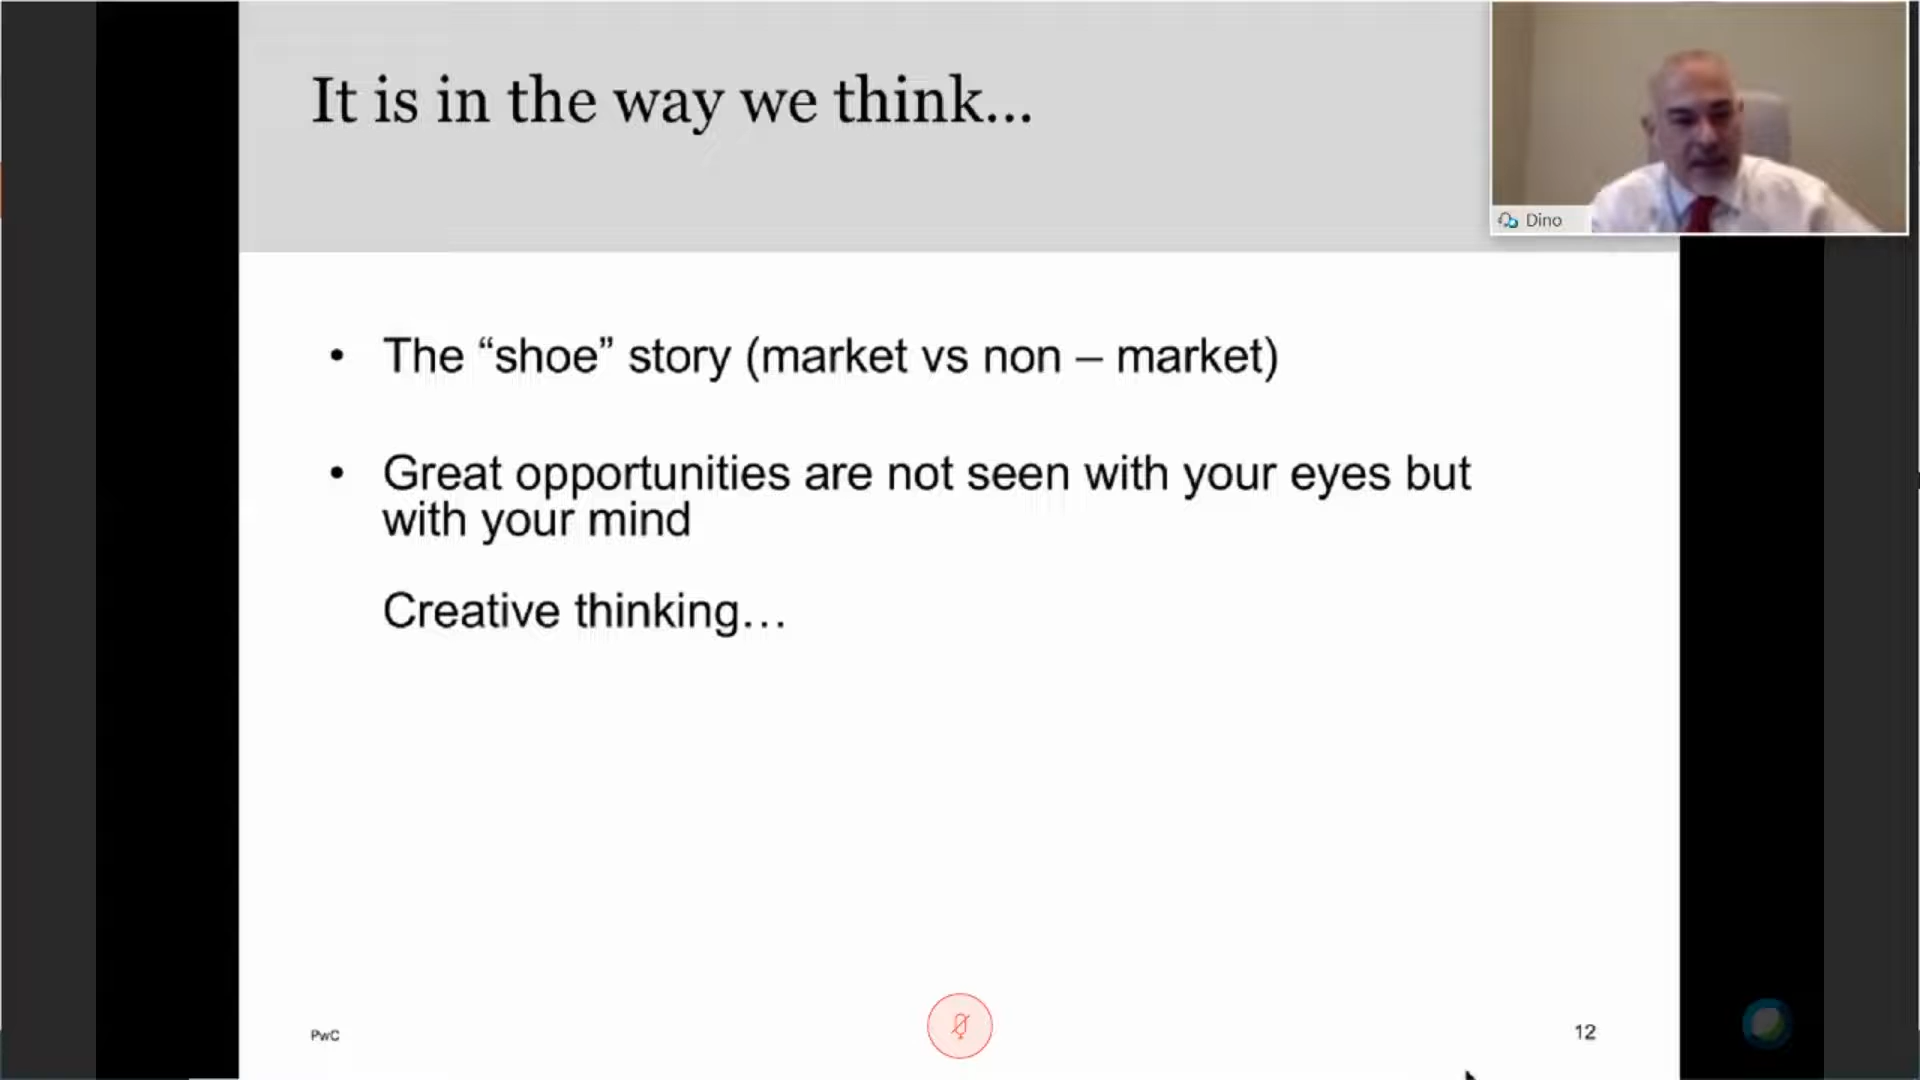 It is in the way we think...
Dino
• The “shoe” story (market vs non – market)
• Great opportunities are not seen with your eyes but
with your mind
Creative thinking…
PwC
12